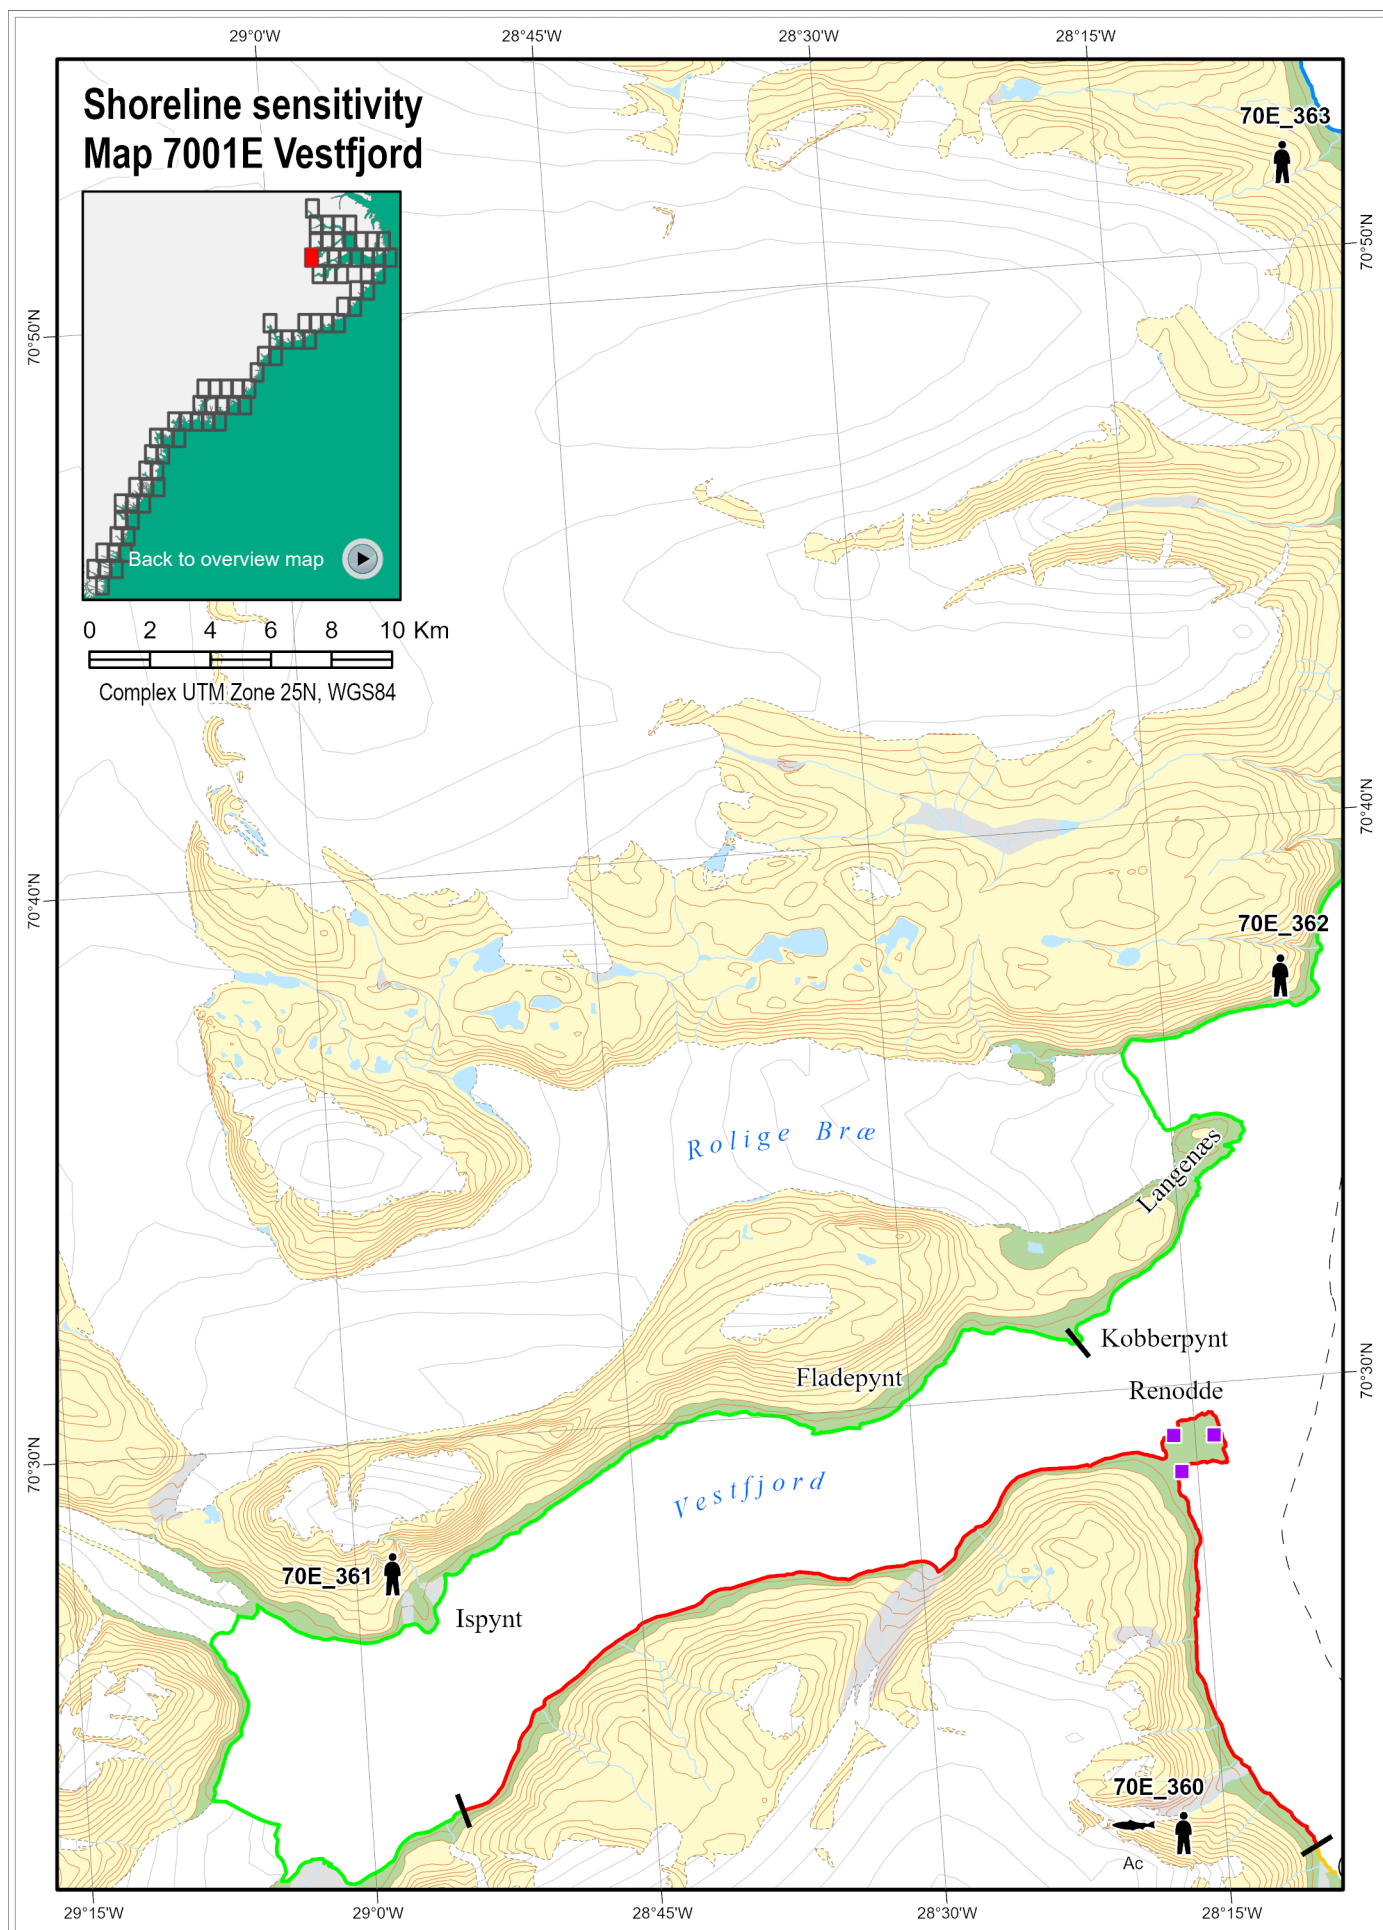 29°0'W
28°45'W
28°30'W
28°15'W
Shoreline sensitivity
Map 7001E Vestfjord
70E_363
70°50'N
70°50'N
Back to overview map
0 2 4 6 8 10 Km
Complex UTM Zone 25N, WGS84
70°40'N
70°40'N
70E_362
Rolige Bræ
Langenæs
Kobberpynt
70°30'N
Fladepynt
Renodde
70°30'N
Vestfjord
70E_361
Ispynt
70E_360
Ac
29°15'W
29°0'W
28°45'W
28°30'W
28°15'W